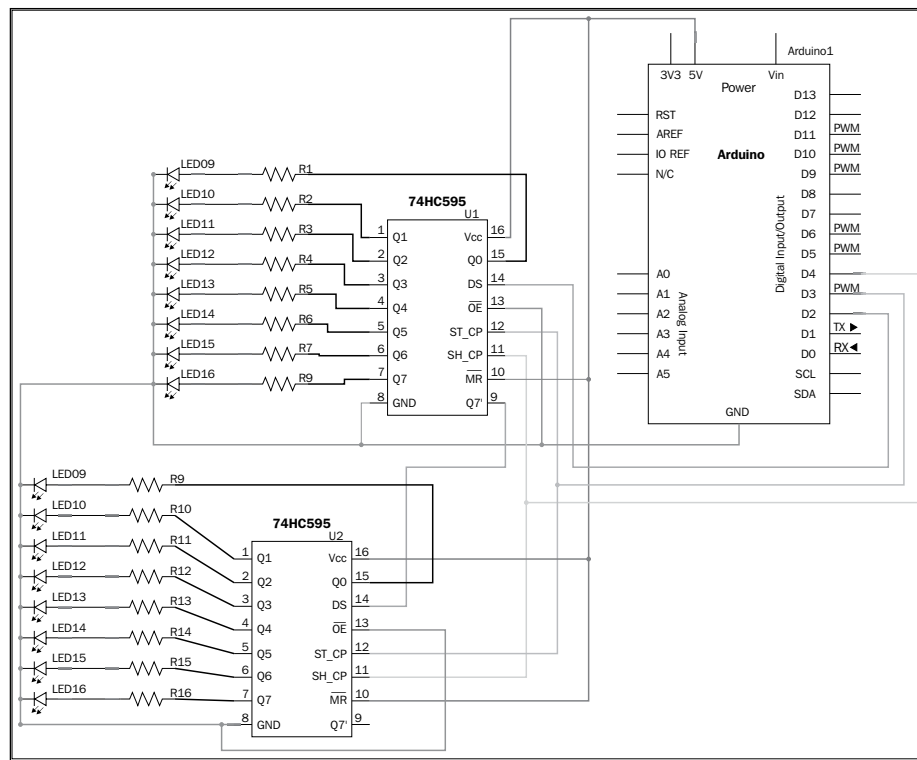 Arduino1
3V3 5V Vin
Power
Arduino
RST
AREF
IO REF
N/C
A0
A1
A2
A3
A4
A5
Analog Input
D13
D12
D11 PWM
D10 PWM
D9 PWM
D8
D7
D6 PWM
D5 PWM
D4
D3 PWM
D2
D1 TX
D0 RX
SCL
SDA
Digital Input/Output
GND
LED09 R1
LED10 R2
LED11 R3
LED12 R4
LED13 R5
LED14 R6
LED15 R7
LED16 R9
74HC595
U1
1 Q1 Vcc 16
2 Q2 Q0 15
3 Q3 DS 14
4 Q4 OE 13
5 Q5 ST_CP 12
6 Q6 SH_CP 11
7 Q7 MR 10
8 GND Q7' 9
LED09 R9
LED10 R10
LED11 R11
LED12 R12
LED13 R13
LED14 R14
LED15 R15
LED16 R16
74HC595
U2
1 Q1 Vcc 16
2 Q2 Q0 15
3 Q3 DS 14
4 Q4 OE 13
5 Q5 ST_CP 12
6 Q6 SH_CP 11
7 Q7 MR 10
8 GND Q7' 9